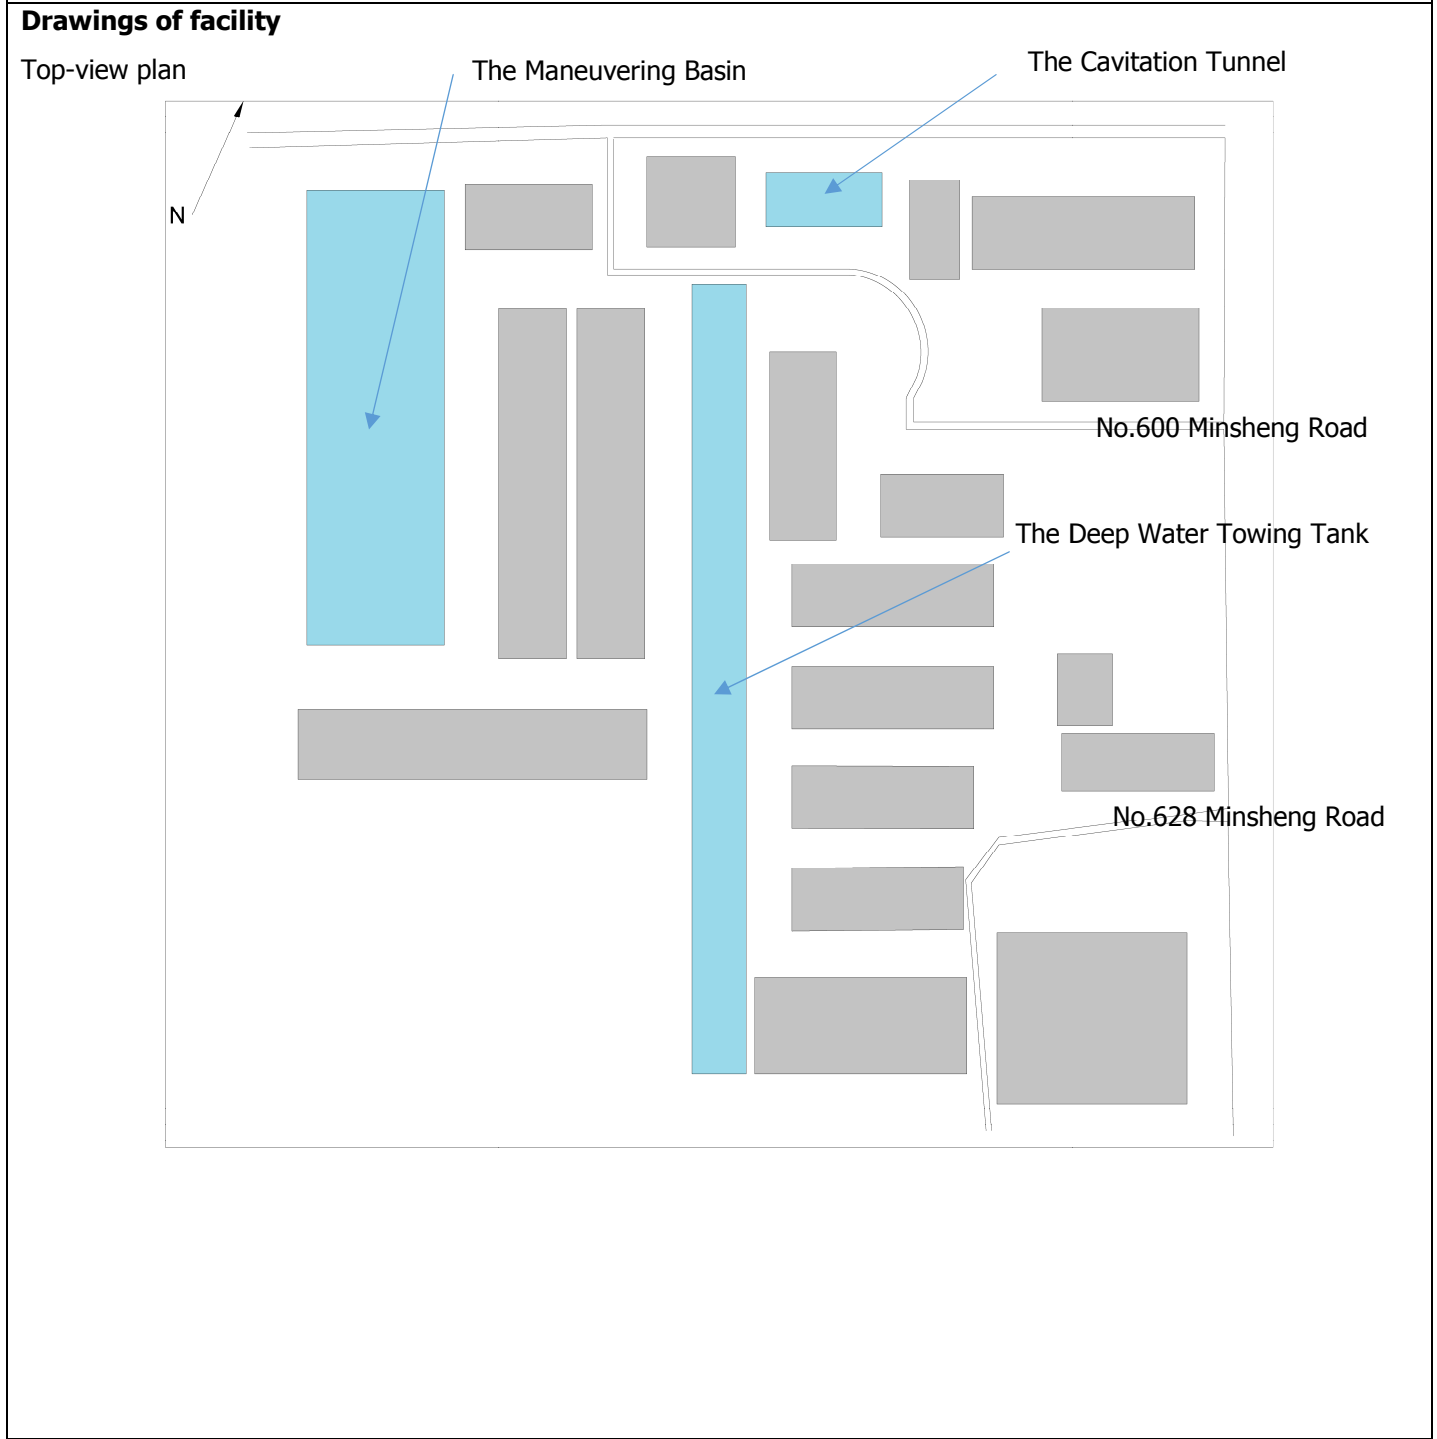 Drawings of facility
Top-view plan
The Maneuvering Basin
The Cavitation Tunnel
N
No.600 Minsheng Road
The Deep Water Towing Tank
No.628 Minsheng Road